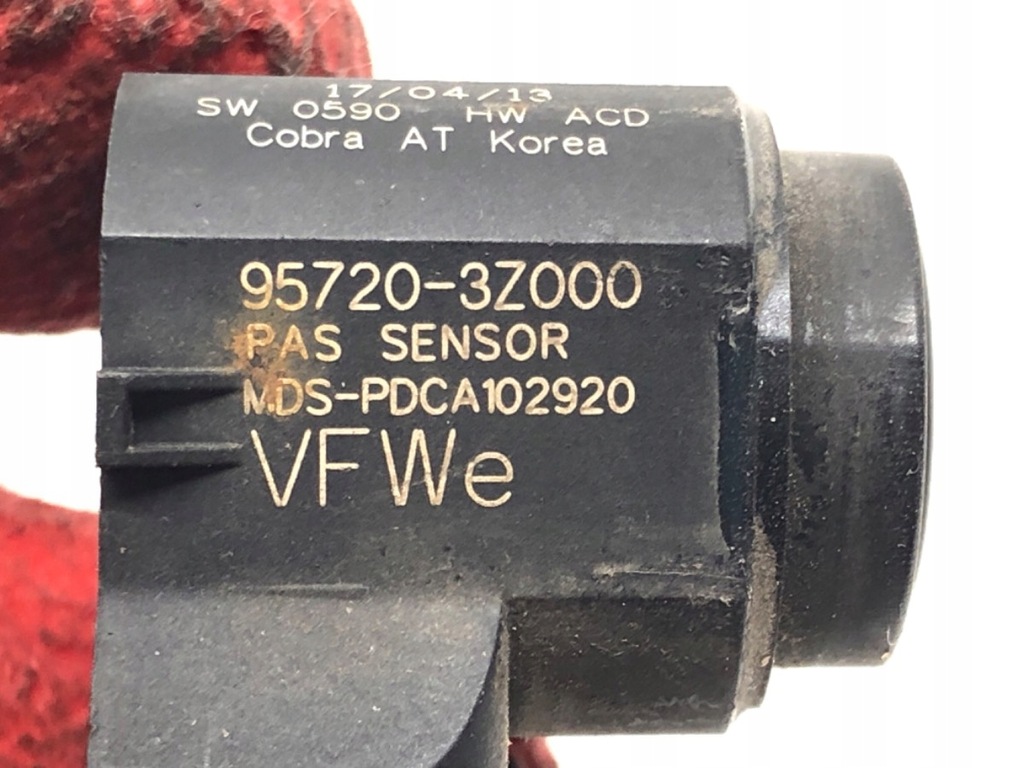 17/04/13
SW 0590 HW ACD
Cobra AT Korea
95720-3Z000
PAS SENSOR
MDS-PDCA102920
VFWe